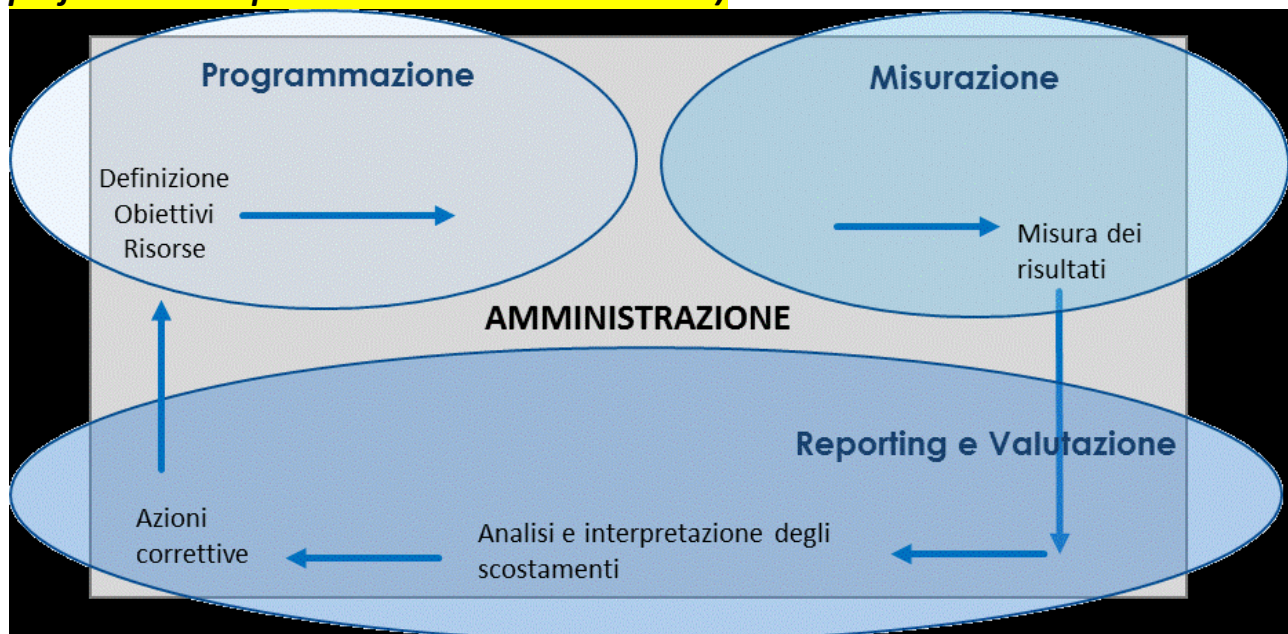 Programmazione
Misurazione
Definizione
Obiettivi
Risorse
Misura dei
risultati
AMMINISTRAZIONE
Reporting e Valutazione
Azioni
correttive
Analisi e interpretazione degli
scostamenti